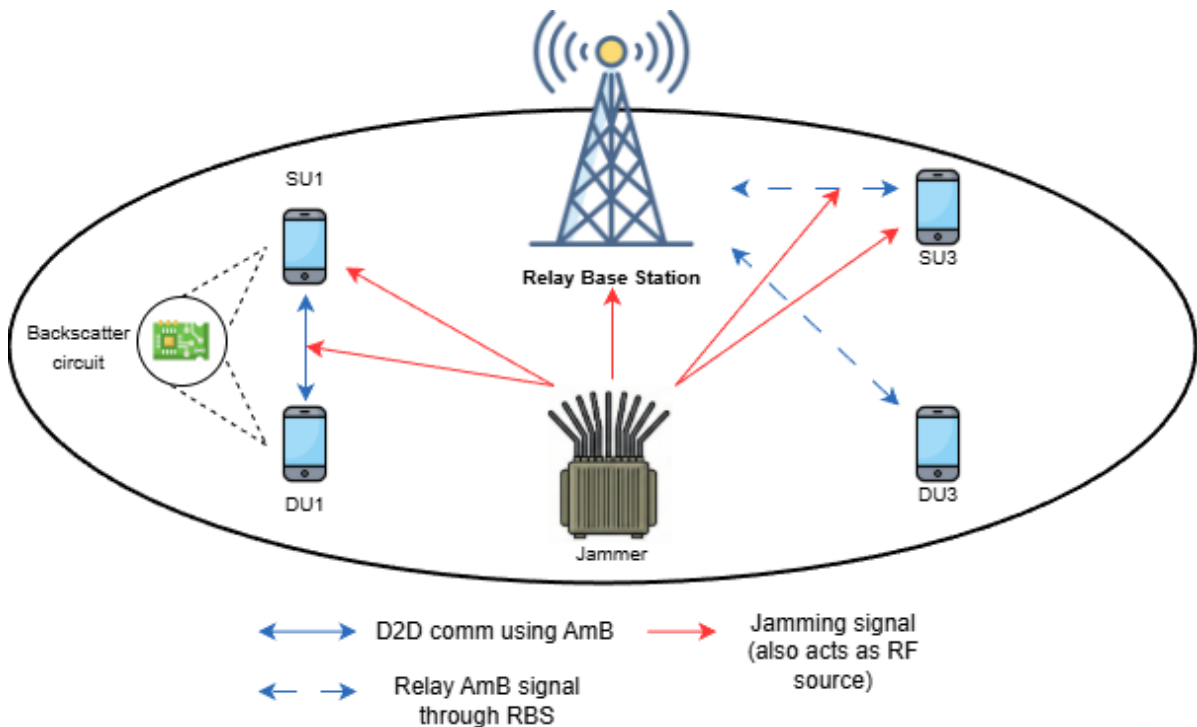 SU1
Relay Base Station
SU3
Backscatter
circuit
DU1
DU3
Jammer
D2D comm using AmB
Jamming signal
(also acts as RF
source)
Relay AmB signal
through RBS